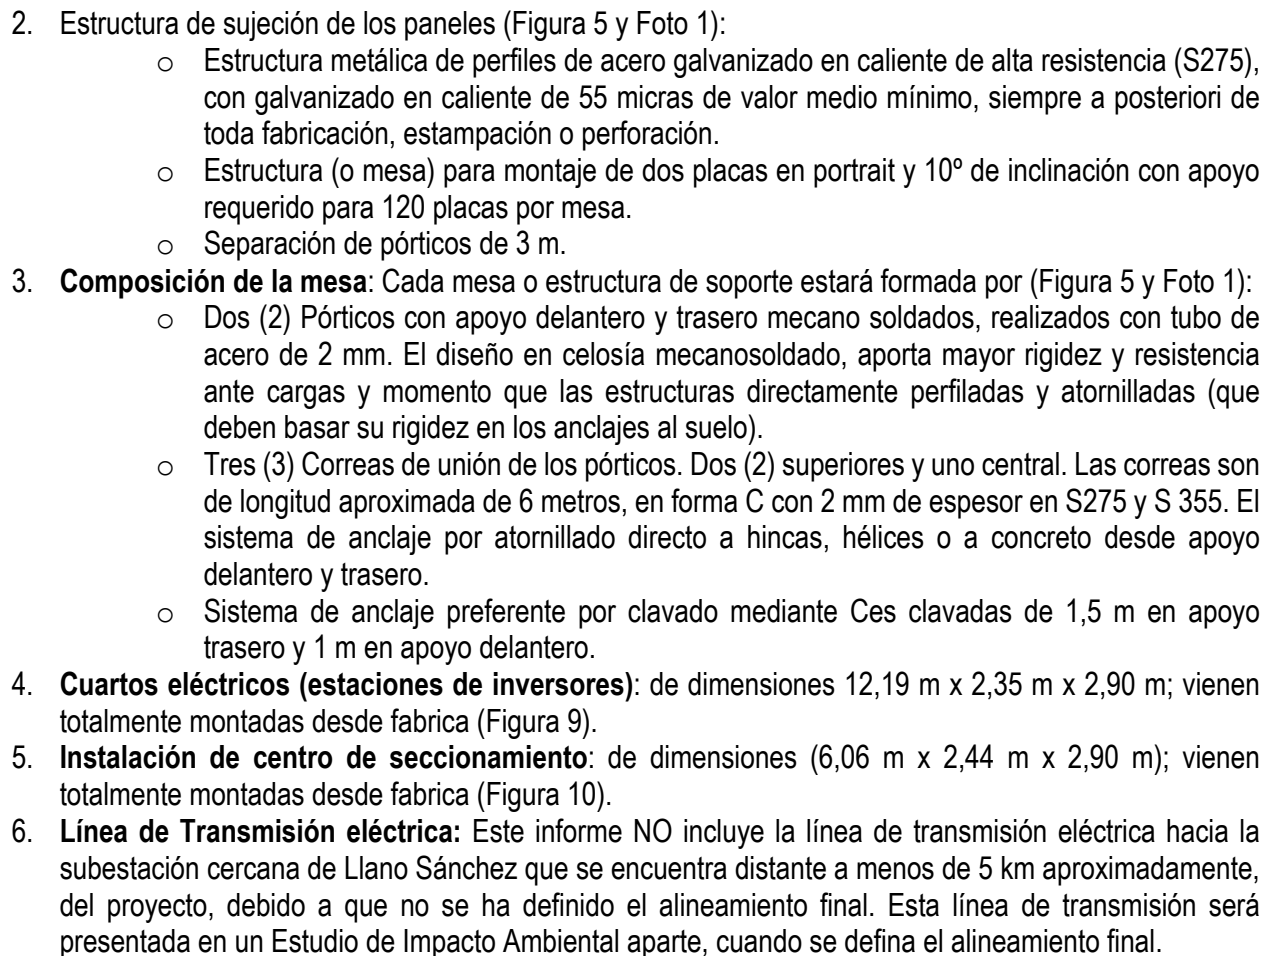 2. Estructura de sujeción de los paneles (Figura 5 y Foto 1):
o Estructura metálica de perfiles de acero galvanizado en caliente de alta resistencia (S275),
con galvanizado en caliente de 55 micras de valor medio mínimo, siempre a posteriori de
toda fabricación, estampación o perforación.
o Estructura (o mesa) para montaje de dos placas en portrait y 10º de inclinación con apoyo
requerido para 120 placas por mesa.
o Separación de pórticos de 3 m.
3. Composición de la mesa: Cada mesa o estructura de soporte estará formada por (Figura 5 y Foto 1):
o Dos (2) Pórticos con apoyo delantero y trasero mecano soldados, realizados con tubo de
acero de 2 mm. El diseño en celosía mecanosoldado, aporta mayor rigidez y resistencia
ante cargas y momento que las estructuras directamente perfiladas y atornilladas (que
deben basar su rigidez en los anclajes al suelo).
o Tres (3) Correas de unión de los pórticos. Dos (2) superiores y uno central. Las correas son
de longitud aproximada de 6 metros, en forma C con 2 mm de espesor en S275 y S 355. El
sistema de anclaje por atornillado directo a hincas, hélices o a concreto desde apoyo
delantero y trasero.
o Sistema de anclaje preferente por clavado mediante Ces clavadas de 1,5 m en apoyo
trasero y 1 m en apoyo delantero.
4. Cuartos eléctricos (estaciones de inversores): de dimensiones 12,19 m x 2,35 m x 2,90 m; vienen
totalmente montadas desde fabrica (Figura 9).
5. Instalación de centro de seccionamiento: de dimensiones (6,06 m x 2,44 m x 2,90 m); vienen
totalmente montadas desde fabrica (Figura 10).
6. Línea de Transmisión eléctrica: Este informe NO incluye la línea de transmisión eléctrica hacia la
subestación cercana de Llano Sánchez que se encuentra distante a menos de 5 km aproximadamente,
del proyecto, debido a que no se ha definido el alineamiento final. Esta línea de transmisión será
presentada en un Estudio de Impacto Ambiental aparte, cuando se defina el alineamiento final.